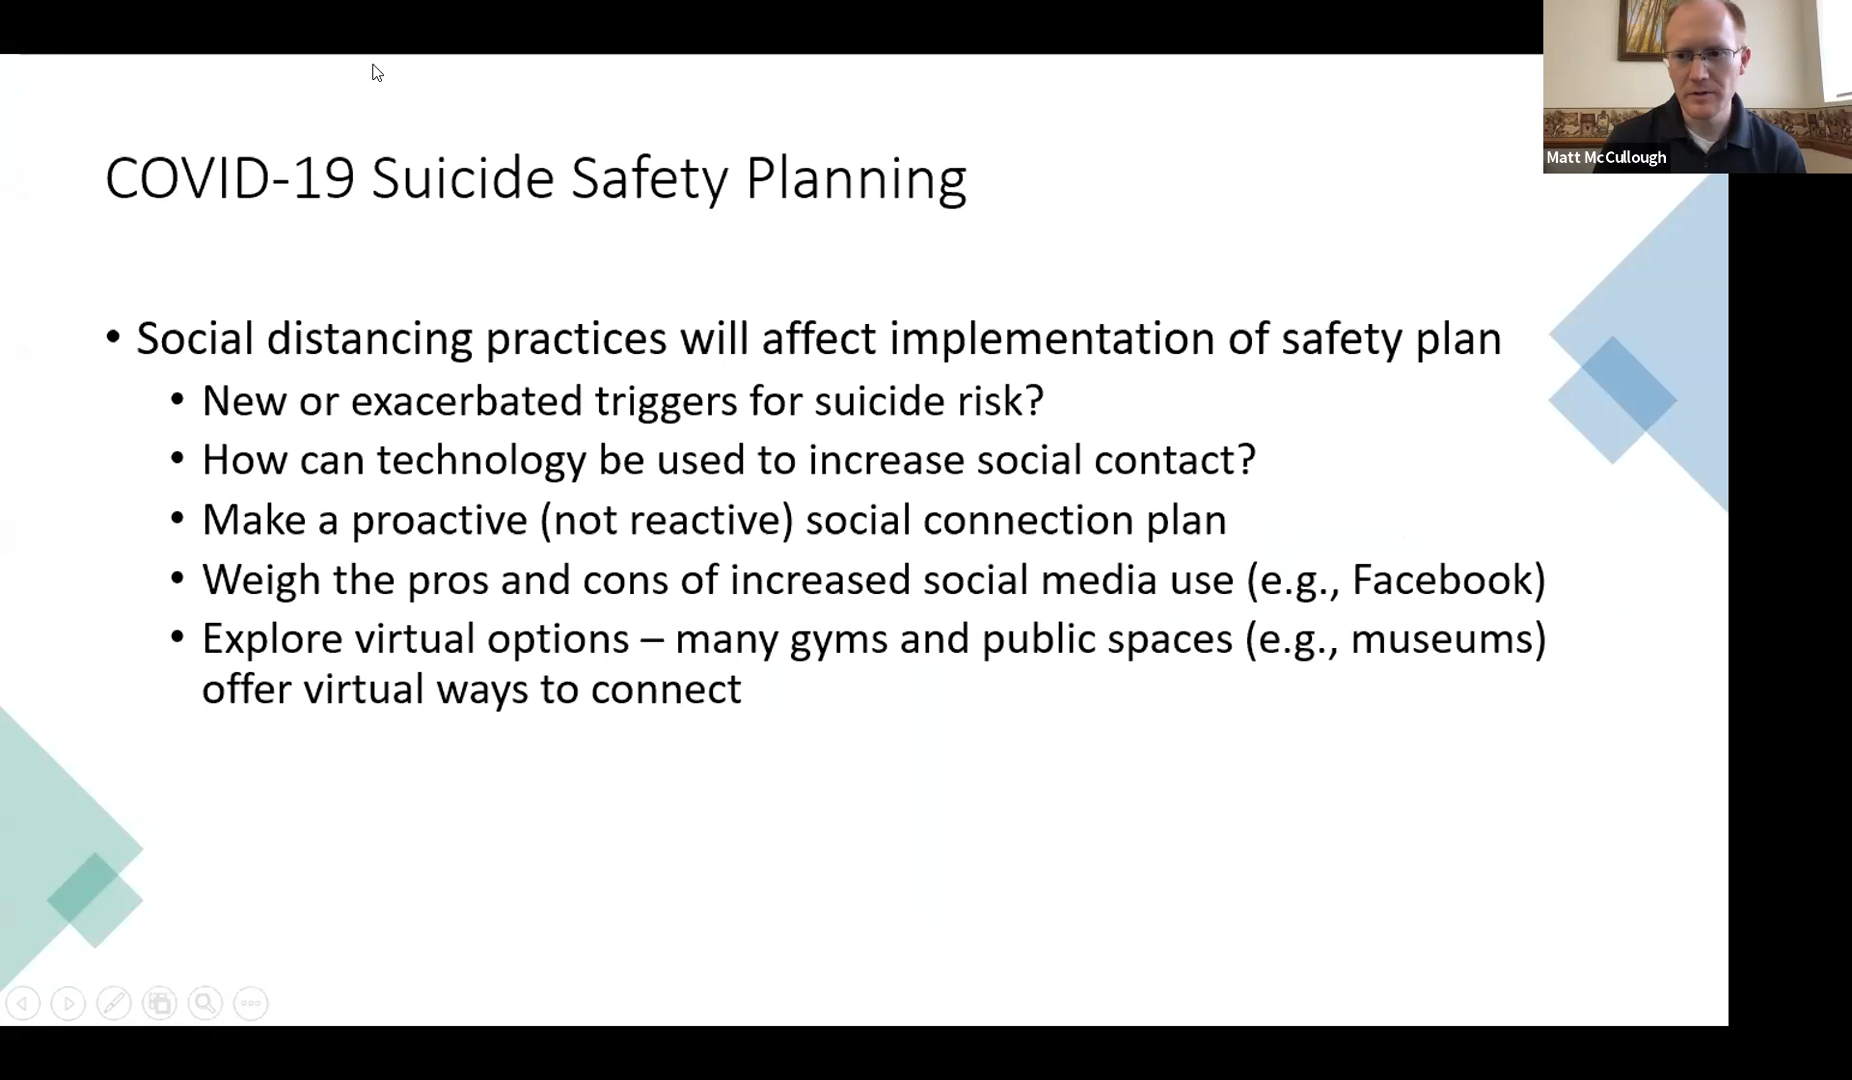 Matt McCullough
COVID-19 Suicide Safety Planning
• Social distancing practices will affect implementation of safety plan
• New or exacerbated triggers for suicide risk?
• How can technology be used to increase social contact?
• Make a proactive (not reactive) social connection plan
• Weigh the pros and cons of increased social media use (e.g., Facebook)
• Explore virtual options – many gyms and public spaces (e.g., museums)
offer virtual ways to connect